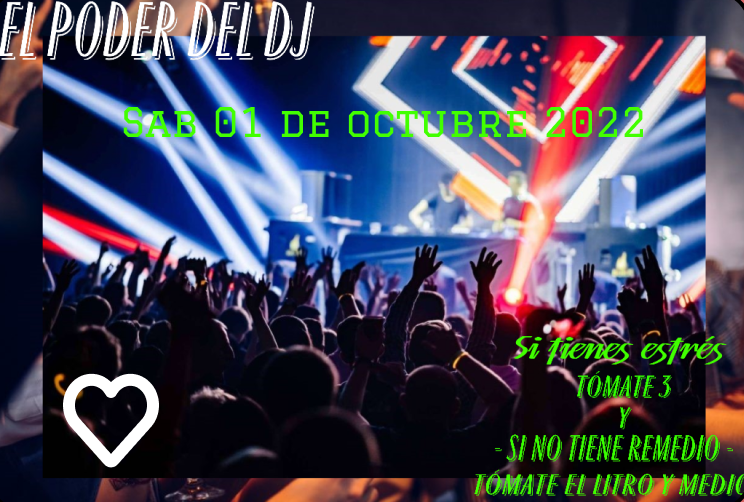 EL PODER DEL DJ
SAB 01 DE OCTUBRE 2022
Si tienes estrés
TÓMATE 3
Y
- SI NO TIENE REMEDIO -
TÓMATE EL LITRO Y MEDIO